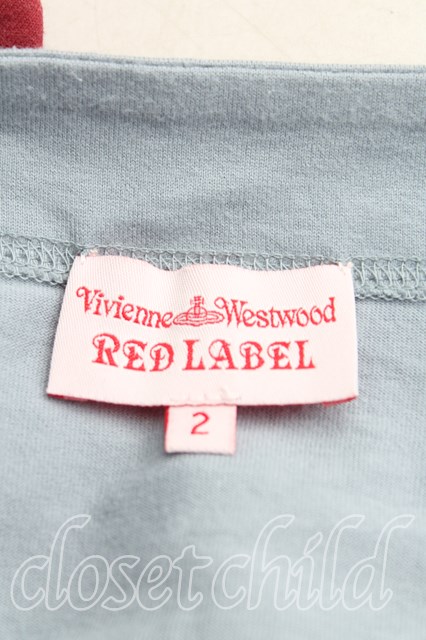 Vivienne Westwood
RED LABEL
2
closet child